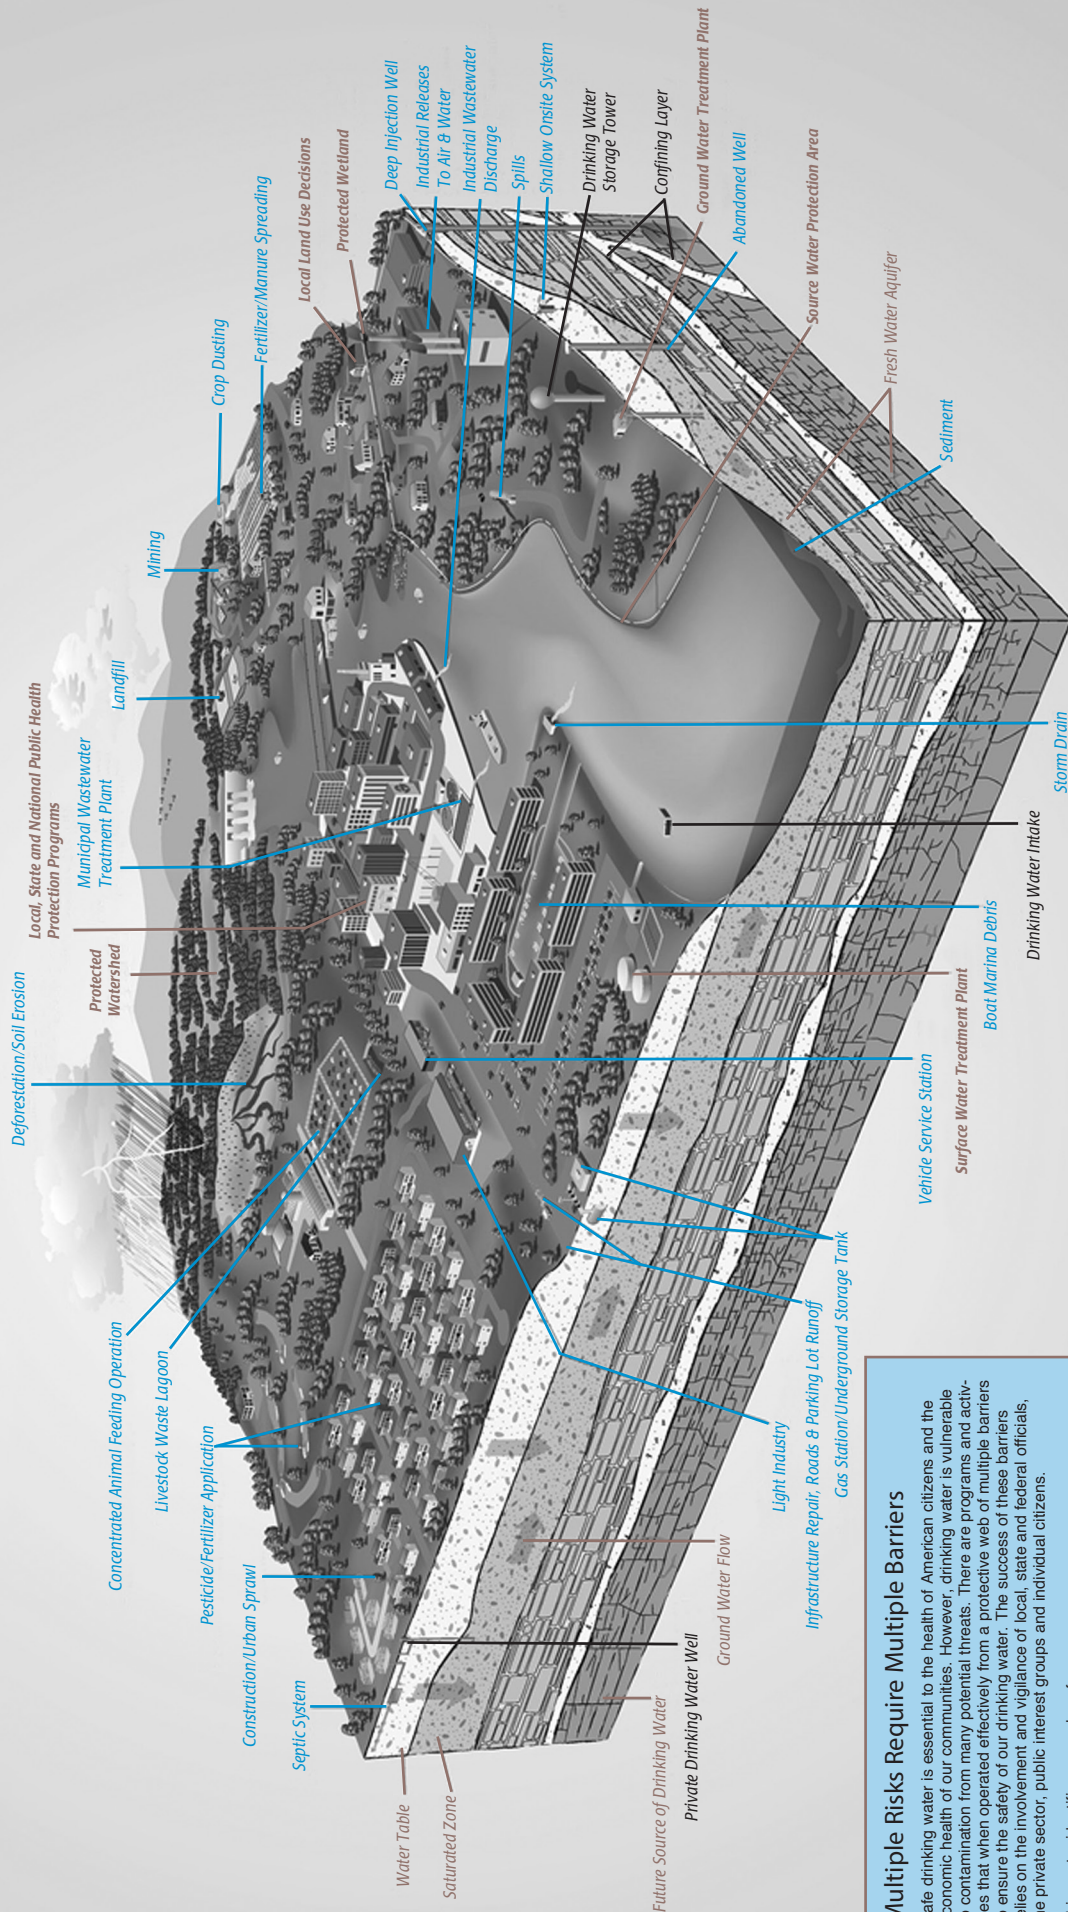 Deforestation/Soil Erosion
Local, State and National Public Health
Protection Programs
Protected
Watershed
Municipal Wastewater
Treatment Plant
Landfill
Mining
Crop Dusting
Fertilizer/Manure Spreading
Local Land Use Decisions
Protected Wetland
Deep Injection Well
Industrial Releases
To Air & Water
Industrial Wastewater
Discharge
Spills
Shallow Onsite System
Drinking Water
Storage Tower
Confining Layer
Ground Water Treatment Plant
Abandoned Well
Source Water Protection Area
Fresh Water Aquifer
Sediment
Concentrated Animal Feeding Operation
Livestock Waste Lagoon
Pesticide/Fertilizer Application
Construction/Urban Sprawl
Septic System
Water Table
Saturated Zone
Future Source of Drinking Water
Private Drinking Water Well
Ground Water Flow
Light Industry
Infrastructure Repair, Roads & Parking Lot Runoff
Gas Station/Underground Storage Tank
Vehicle Service Station
Surface Water Treatment Plant
Boat Marina Debris
Drinking Water Intake
Storm Drain
Multiple Risks Require Multiple Barriers
afe drinking water is essential to the health of American citizens and the
conomic health of our communities. However, drinking water is vulnerable
contamination from many potential threats. There are programs and activ-
es that when operated effectively from a protective web of multiple barriers
ensure the safety of our drinking water. The success of these barriers
elies on the involvement and vigilance of local, state and federal officials,
e private sector, public interest groups and individual citizens.